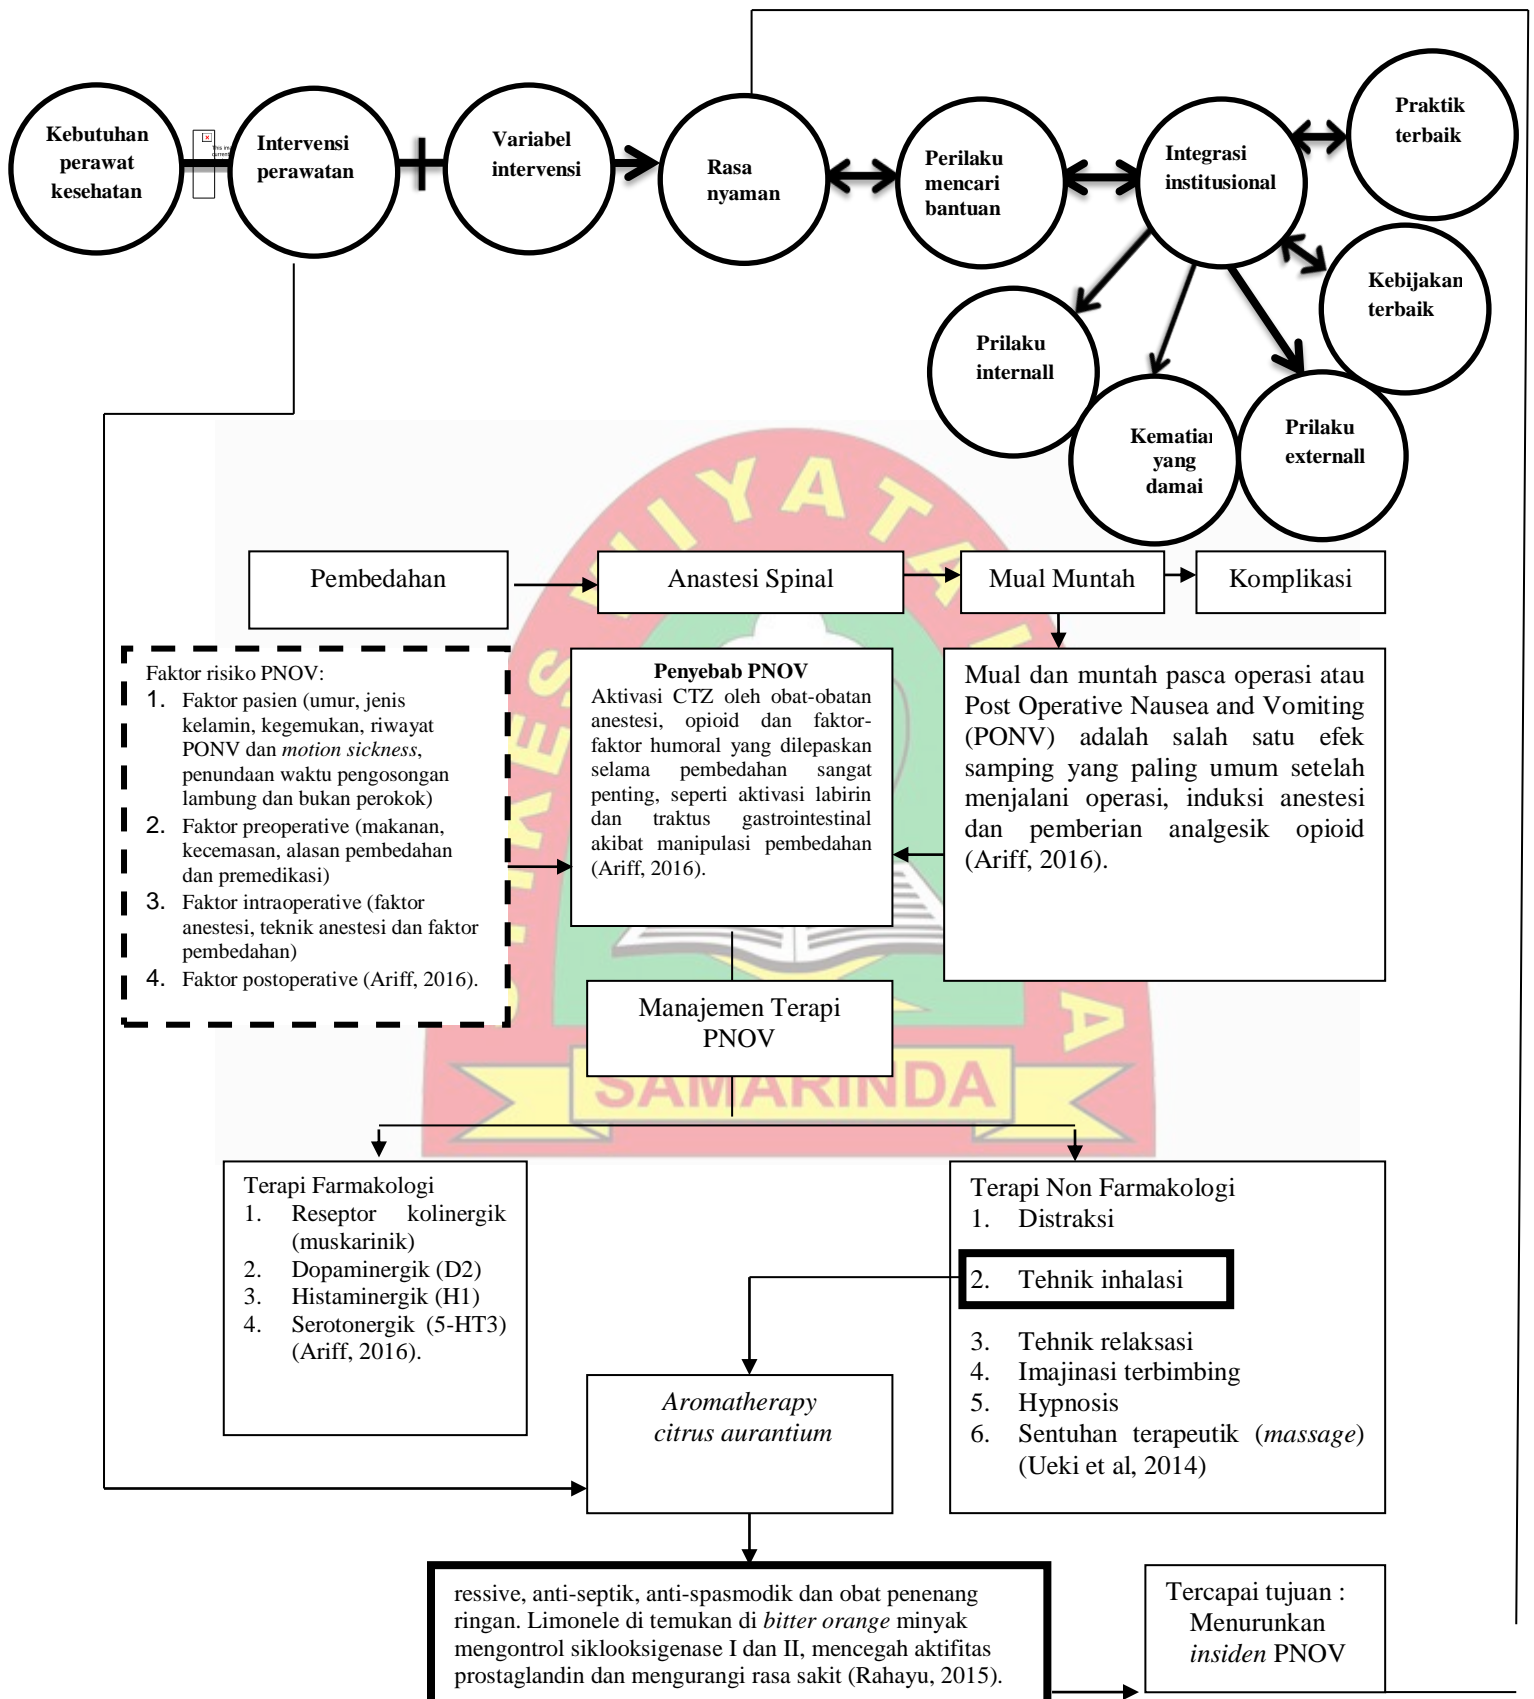 Kebutuhan
perawat
kesehatan
Intervensi
perawatan
Variabel
intervensi
Rasa
nyaman
Perilaku
mencari
bantuan
Integrasi
institusional
Praktik
terbaik
Kebijakan
terbaik
Prilaku
internall
Kematian
yang
damai
Prilaku
externall
Pembedahan
Anastesi Spinal
Mual Muntah
Komplikasi
Faktor risiko PNOV:
1. Faktor pasien (umur, jenis
kelamin, kegemukan, riwayat
PONV dan motion sickness,
penundaan waktu pengosongan
lambung dan bukan perokok)
2. Faktor preoperative (makanan,
kecemasan, alasan pembedahan
dan premedikasi)
3. Faktor intraoperative (faktor
anestesi, teknik anestesi dan faktor
pembedahan)
4. Faktor postoperative (Ariff, 2016).
Penyebab PNOV
Aktivasi CTZ oleh obat-obatan
anestesi, opioid dan faktor-
faktor humoral yang dilepaskan
selama pembedahan sangat
penting, seperti aktivasi labirin
dan traktus gastrointestinal
akibat manipulasi pembedahan
(Ariff, 2016).
Mual dan muntah pasca operasi atau
Post Operative Nausea and Vomiting
(PONV) adalah salah satu efek
samping yang paling umum setelah
menjalani operasi, induksi anestesi
dan pemberian analgesik opioid
(Ariff, 2016).
Manajemen Terapi
PNOV
SAMARINDA
Terapi Farmakologi
1. Reseptor kolinergik
(muskarinik)
2. Dopaminergik (D2)
3. Histaminergik (H1)
4. Serotonergik (5-HT3)
(Ariff, 2016).
Terapi Non Farmakologi
1. Distraksi
2. Tehnik inhalasi
3. Tehnik relaksasi
4. Imajinasi terbimbing
5. Hypnosis
6. Sentuhan terapeutik (massage)
(Ueki et al, 2014)
Aromatherapy
citrus aurantium
ressive, anti-septik, anti-spasmodik dan obat penenang
ringan. Limonele di temukan di bitter orange minyak
mengontrol siklooksigenase I dan II, mencegah aktifitas
prostaglandin dan mengurangi rasa sakit (Rahayu, 2015).
Tercapai tujuan :
Menurunkan
insiden PNOV